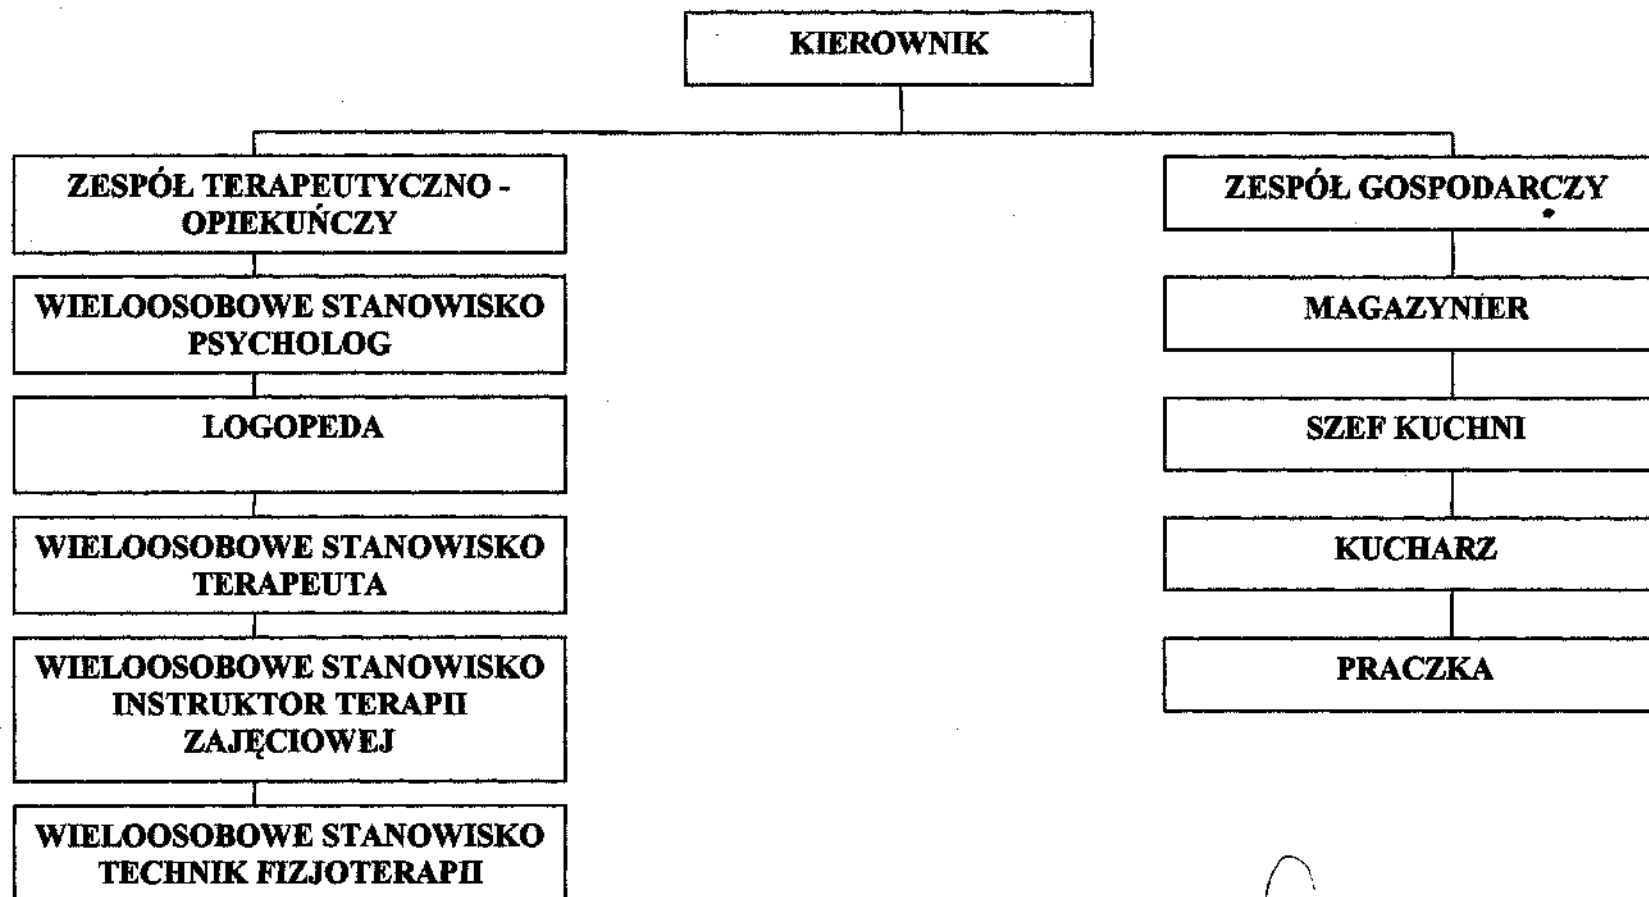 KIEROWNIK
ZESPÓŁ TERAPEUTYCZNO -
OPIEKUŃCZY
WIELOOSOBOWE STANOWISKO
PSYCHOLOG
LOGOPEDA
WIELOOSOBOWE STANOWISKO
TERAPEUTA
WIELOOSOBOWE STANOWISKO
INSTRUKTOR TERAPII
ZAJĘCIOWEJ
WIELOOSOBOWE STANOWISKO
TECHNIK FIZJOTERAPII
ZESPÓŁ GOSPODARCZY
MAGAZYNIER
SZEF KUCHNI
KUCHARZ
PRACZKA